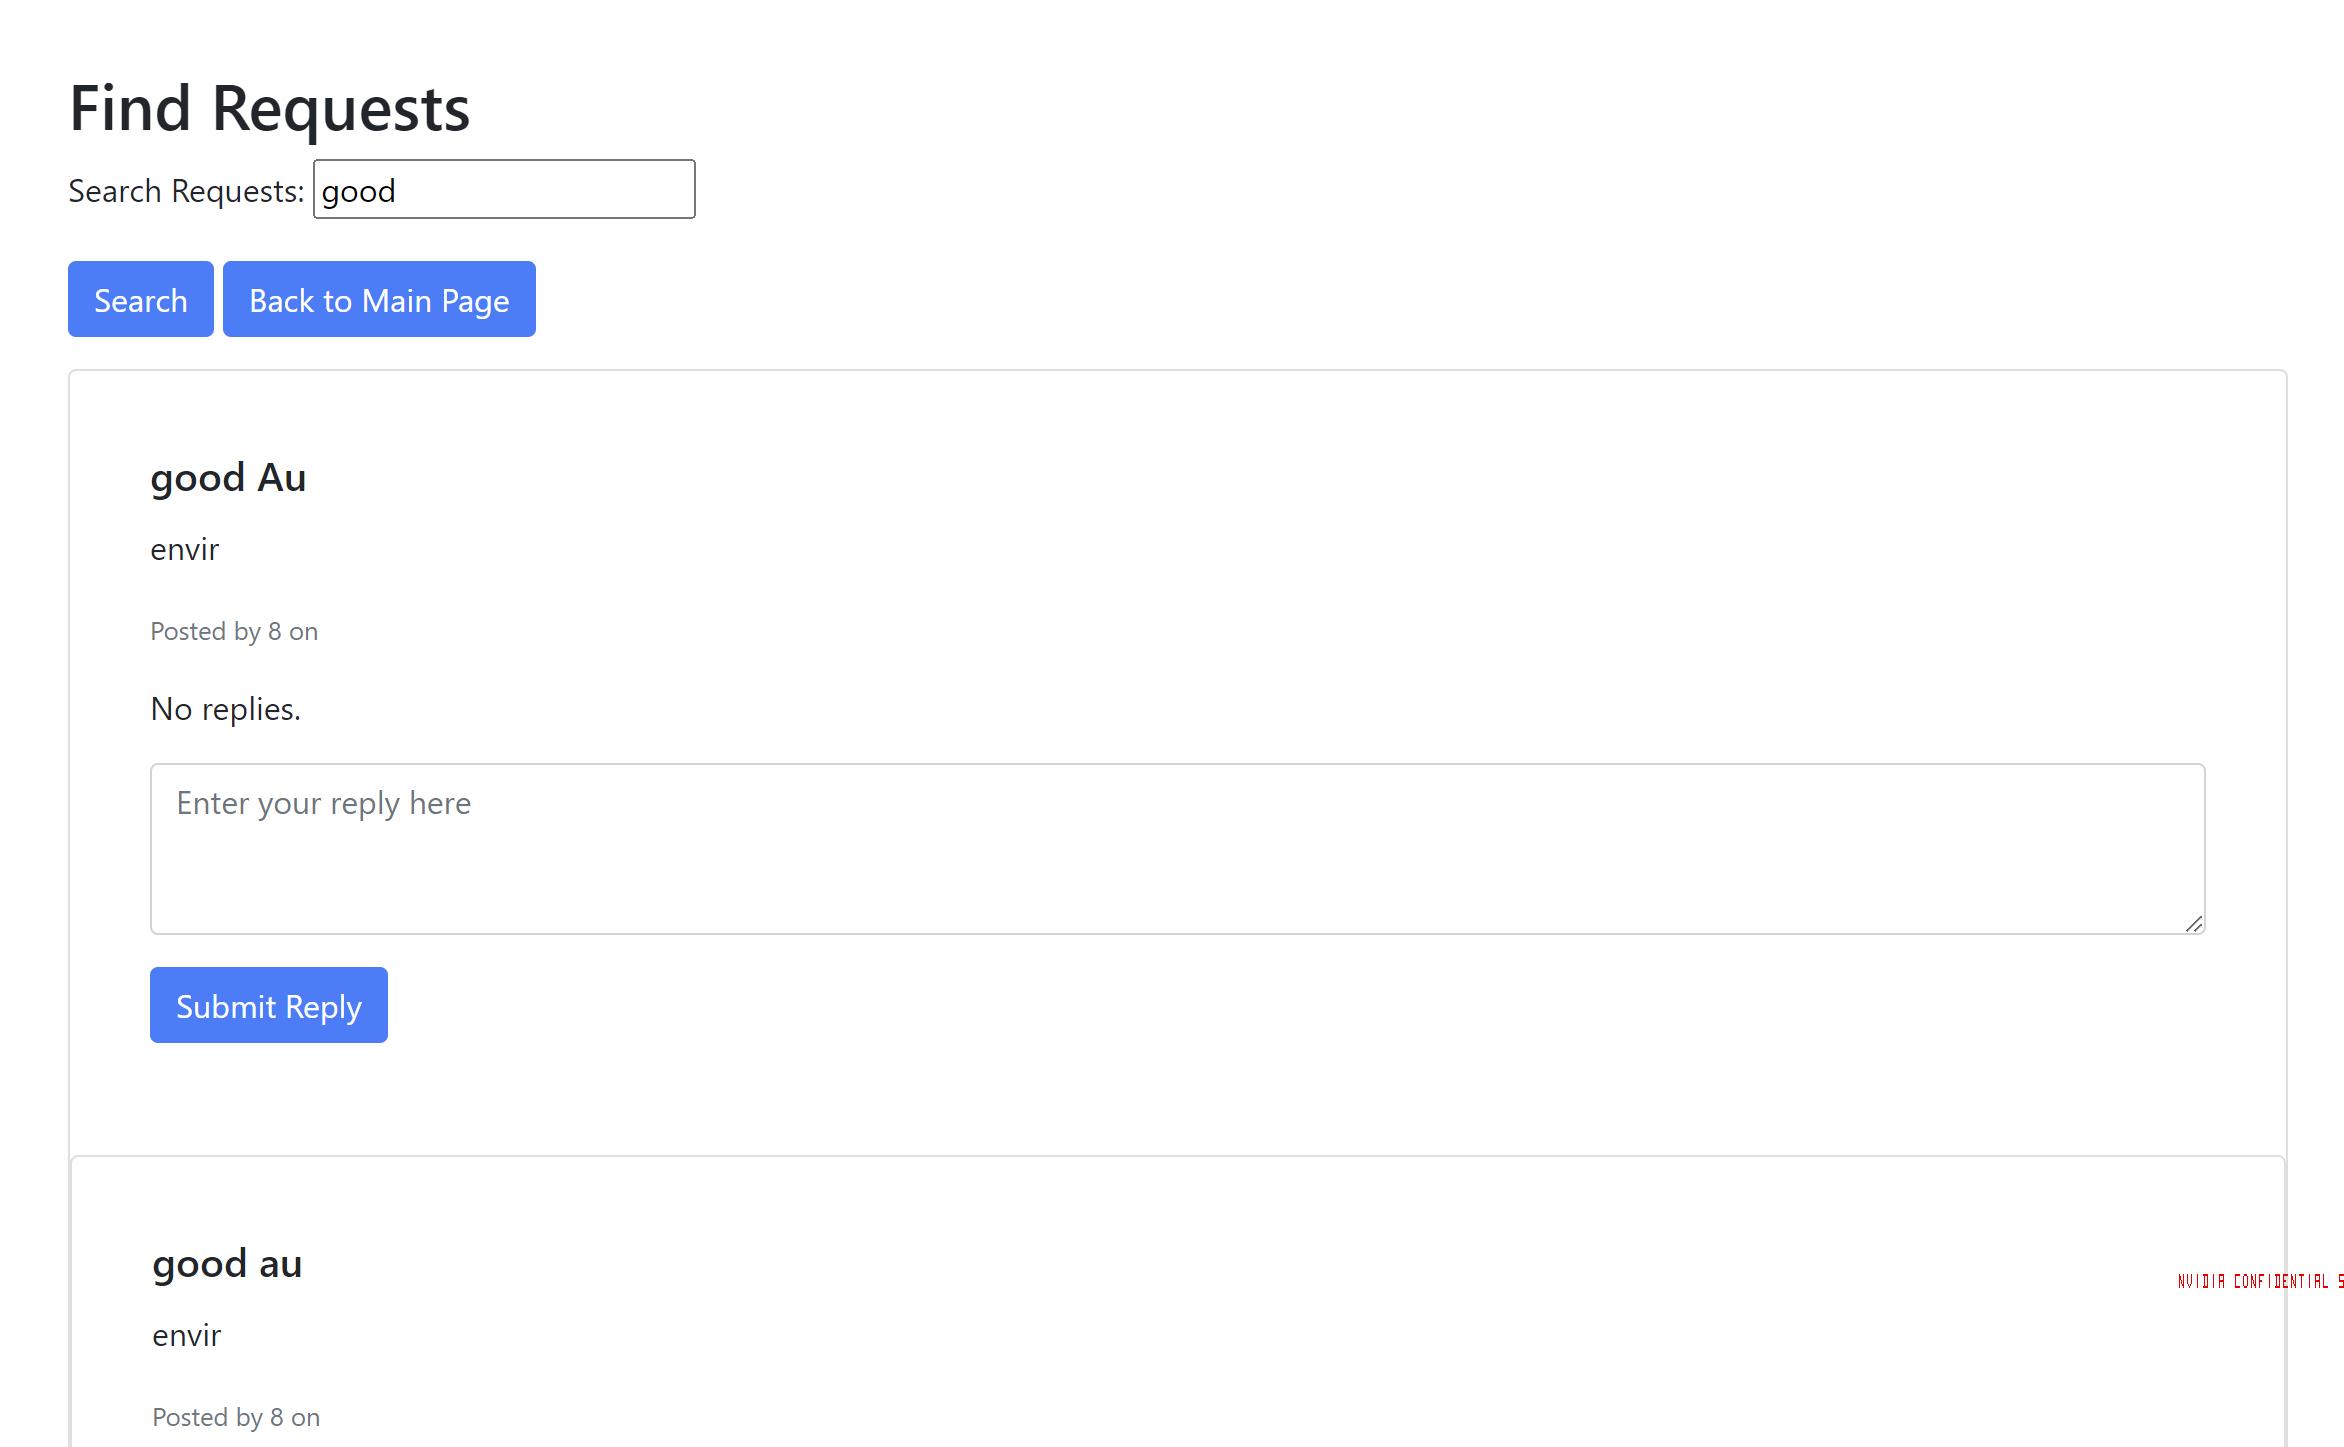 Find Requests
Search Requests: good
Search Back to Main Page
good Au
envir
Posted by 8 on
No replies.
Enter your reply here
Submit Reply
good au
NVIDIA CONFIDENTIAL S
envir
Posted by 8 on